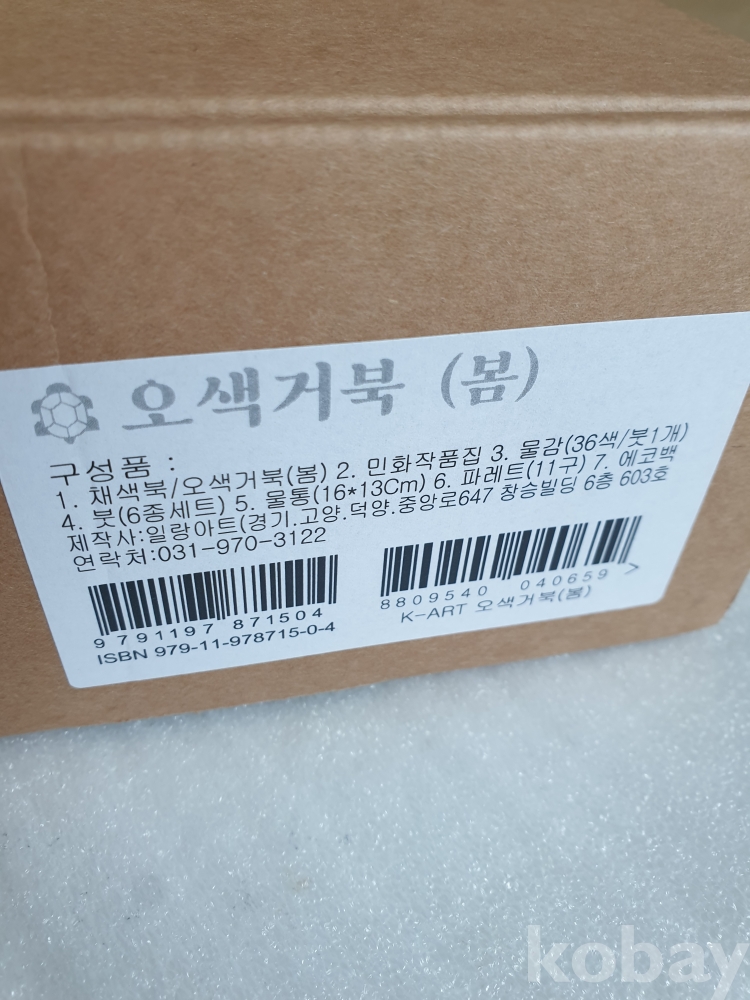 오색거북 (봄)
구성품 :
1. 채색북/오색거북(봄) 2. 민화작품집 3. 물감(36색/붓1개)
4. 붓(6종세트) 5. 물통(16*13Cm) 6. 파레트(11구) 7. 에코백
제작사:일랑아트(경기.고양.덕양.중앙로647 창승빌딩 6층 603호
연락처:031-970-3122
9 791197 871504
ISBN 979-11-978715-0-4
8809540 040659 >
K-ART 오색거북(봄)
kobay